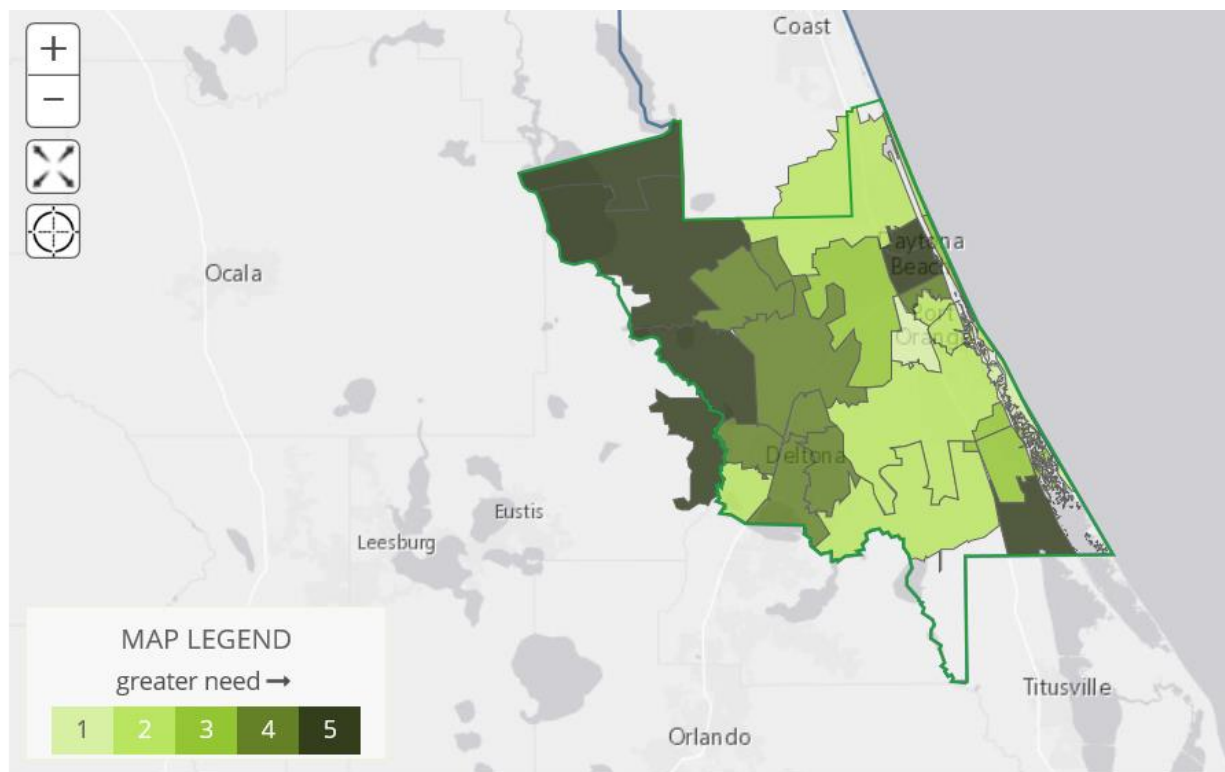 Coast
+
−
Daytona
Beach
Ocala
Port
Orange
Deltona
Eustis
Leesburg
MAP LEGEND
greater need →
1 2 3 4 5
Titusville
Orlando